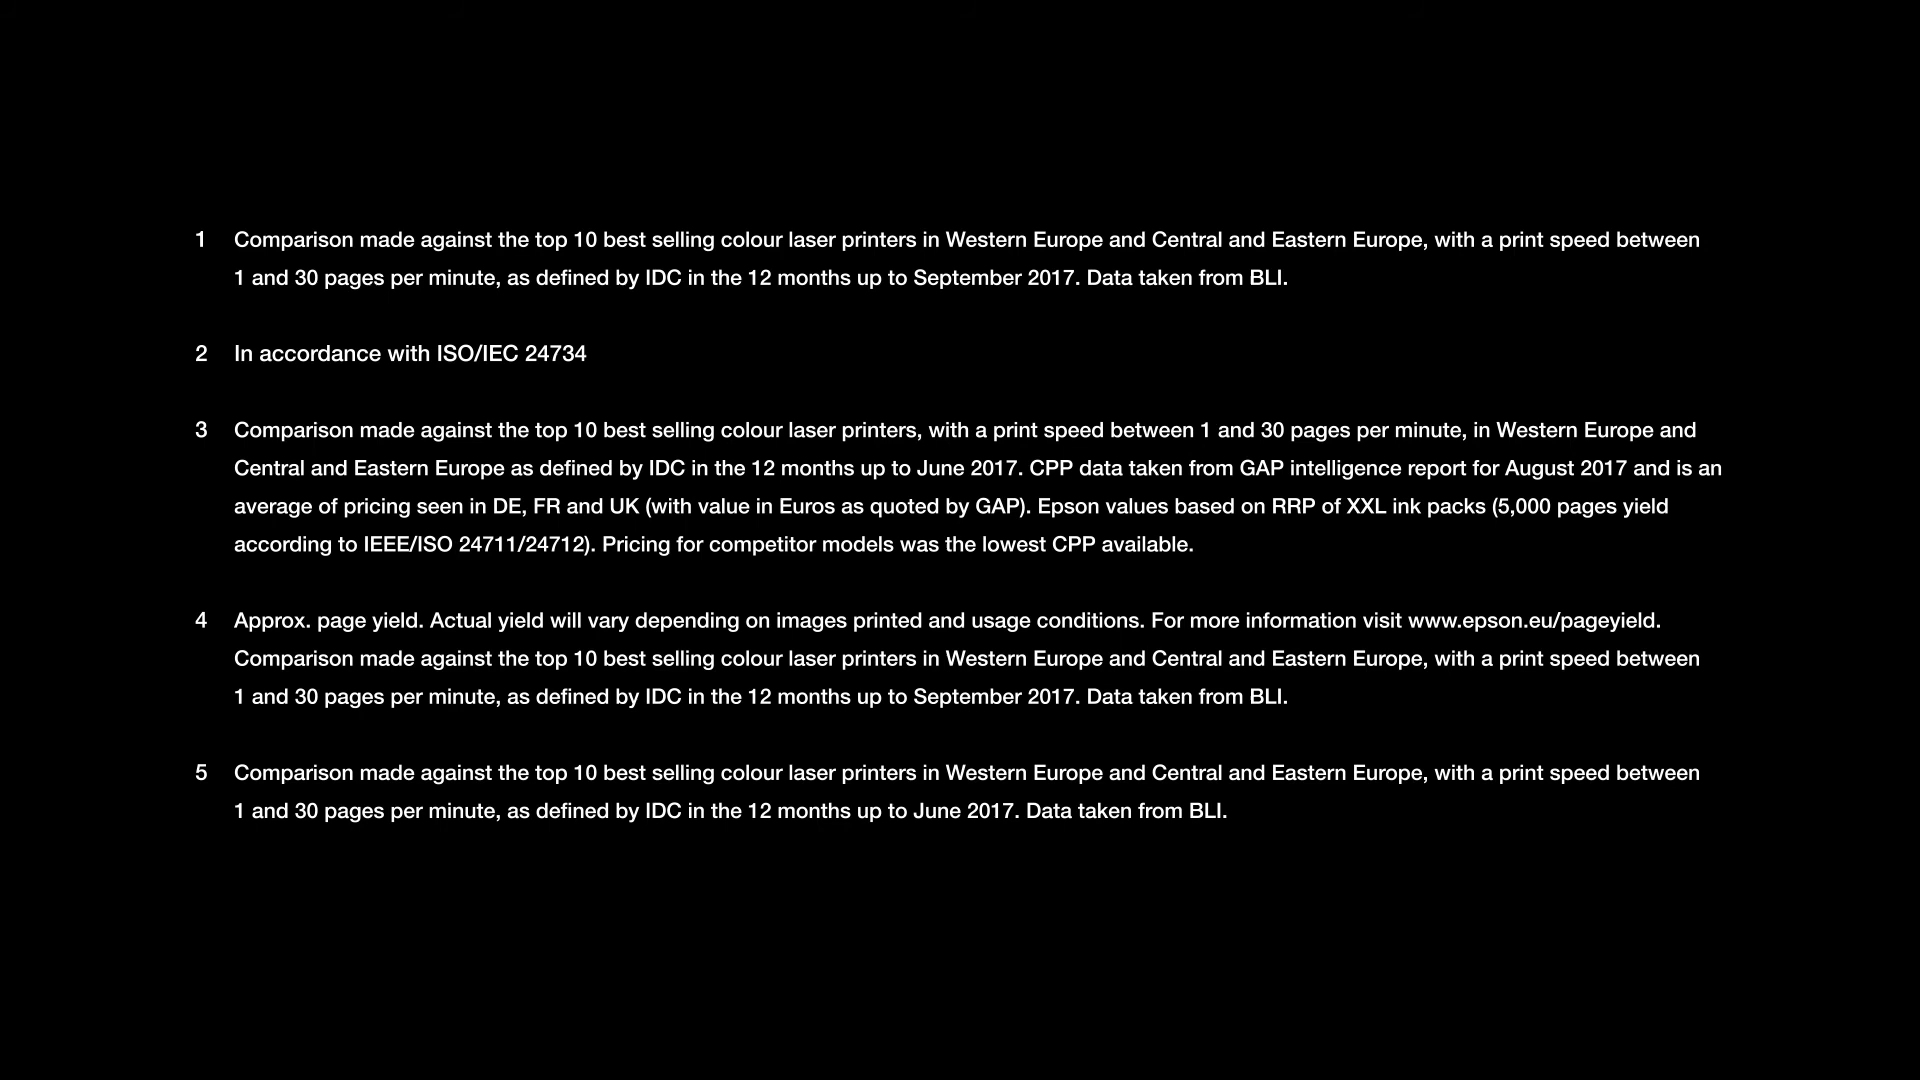 1 Comparison made against the top 10 best selling colour laser printers in Western Europe and Central and Eastern Europe, with a print speed between
1 and 30 pages per minute, as defined by IDC in the 12 months up to September 2017. Data taken from BLI.
2 In accordance with ISO/IEC 24734
3 Comparison made against the top 10 best selling colour laser printers, with a print speed between 1 and 30 pages per minute, in Western Europe and
Central and Eastern Europe as defined by IDC in the 12 months up to June 2017. CPP data taken from GAP intelligence report for August 2017 and is an
average of pricing seen in DE, FR and UK (with value in Euros as quoted by GAP). Epson values based on RRP of XXL ink packs (5,000 pages yield
according to IEEE/ISO 24711/24712). Pricing for competitor models was the lowest CPP available.
4 Approx. page yield. Actual yield will vary depending on images printed and usage conditions. For more information visit www.epson.eu/pageyield.
Comparison made against the top 10 best selling colour laser printers in Western Europe and Central and Eastern Europe, with a print speed between
1 and 30 pages per minute, as defined by IDC in the 12 months up to September 2017. Data taken from BLI.
5 Comparison made against the top 10 best selling colour laser printers in Western Europe and Central and Eastern Europe, with a print speed between
1 and 30 pages per minute, as defined by IDC in the 12 months up to June 2017. Data taken from BLI.